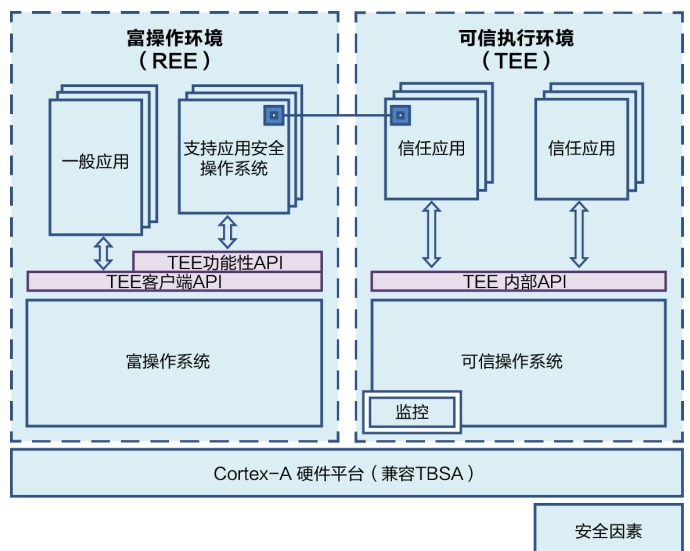 富操作环境
（REE）
可信执行环境
（TEE）
一般应用
支持应用安全
操作系统
信任应用
信任应用
TEE功能性API
TEE客户端API
TEE 内部API
富操作系统
可信操作系统
监控
Cortex-A 硬件平台（兼容TBSA）
安全因素